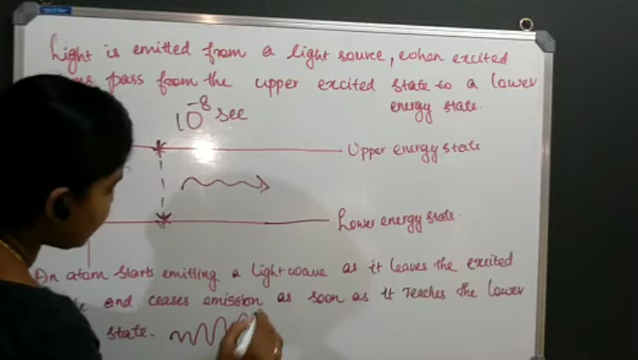 Light is emitted from a light source, when excited
pass from the upper excited state to a lower
energy state.
10⁻⁸ sec
Upper energy state
Lower energy state.
An atom starts emitting a light wave as it leaves the excited
and ceases emission as soon as it reaches the lower
state.